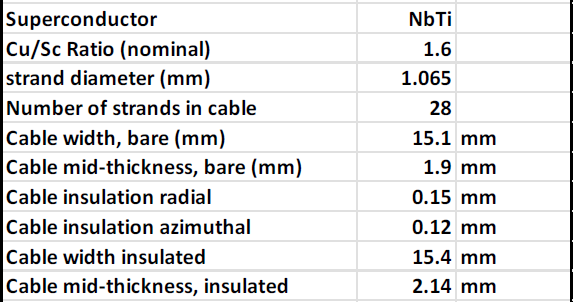 Superconductor NbTi
Cu/Sc Ratio (nominal) 1.6
strand diameter (mm) 1.065
Number of strands in cable 28
Cable width, bare (mm) 15.1 mm
Cable mid-thickness, bare (mm) 1.9 mm
Cable insulation radial 0.15 mm
Cable insulation azimuthal 0.12 mm
Cable width insulated 15.4 mm
Cable mid-thickness, insulated 2.14 mm